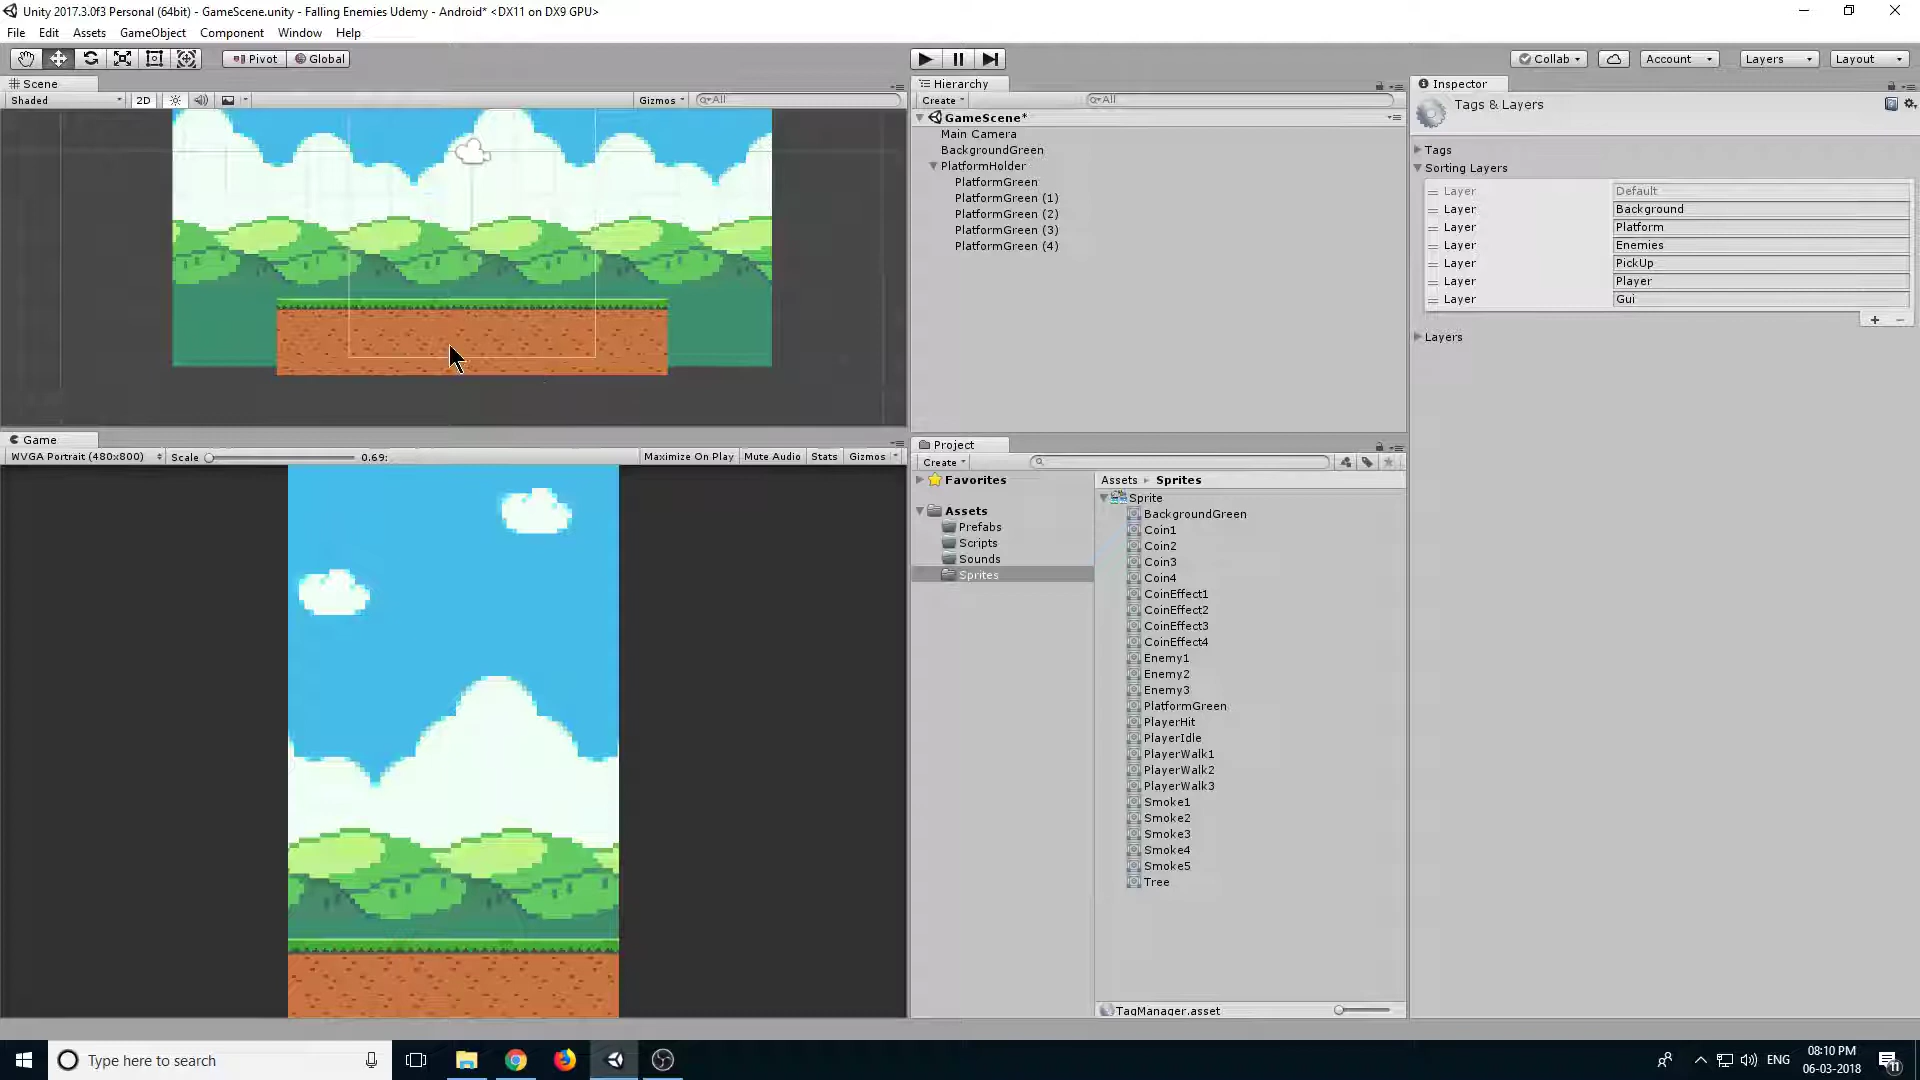 Unity 2017.3.0f3 Personal (64bit) - GameScene.unity - Falling Enemies Udemy - Android* <DX11 on DX9 GPU>
File Edit Assets GameObject Component Window Help
Pivot Global Collab Account Layers Layout
Scene
Shaded 2D Gizmos All
Hierarchy
Create All
GameScene*
Main Camera
BackgroundGreen
PlatformHolder
PlatformGreen
PlatformGreen (1)
PlatformGreen (2)
PlatformGreen (3)
PlatformGreen (4)
Inspector
Tags & Layers
Tags
Sorting Layers
Layer Default
Layer Background
Layer Platform
Layer Enemies
Layer PickUp
Layer Player
Layer Gui
Layers
Game
WVGA Portrait (480x800) Scale 0.69: Maximize On Play Mute Audio Stats Gizmos
Project
Create
Favorites
Assets
Prefabs
Scripts
Sounds
Sprites
Assets Sprites
Sprite
BackgroundGreen
Coin1
Coin2
Coin3
Coin4
CoinEffect1
CoinEffect2
CoinEffect3
CoinEffect4
Enemy1
Enemy2
Enemy3
PlatformGreen
PlayerHit
PlayerIdle
PlayerWalk1
PlayerWalk2
PlayerWalk3
Smoke1
Smoke2
Smoke3
Smoke4
Smoke5
Tree
TagManager.asset
Type here to search
ENG
08:10 PM
06-03-2018
11